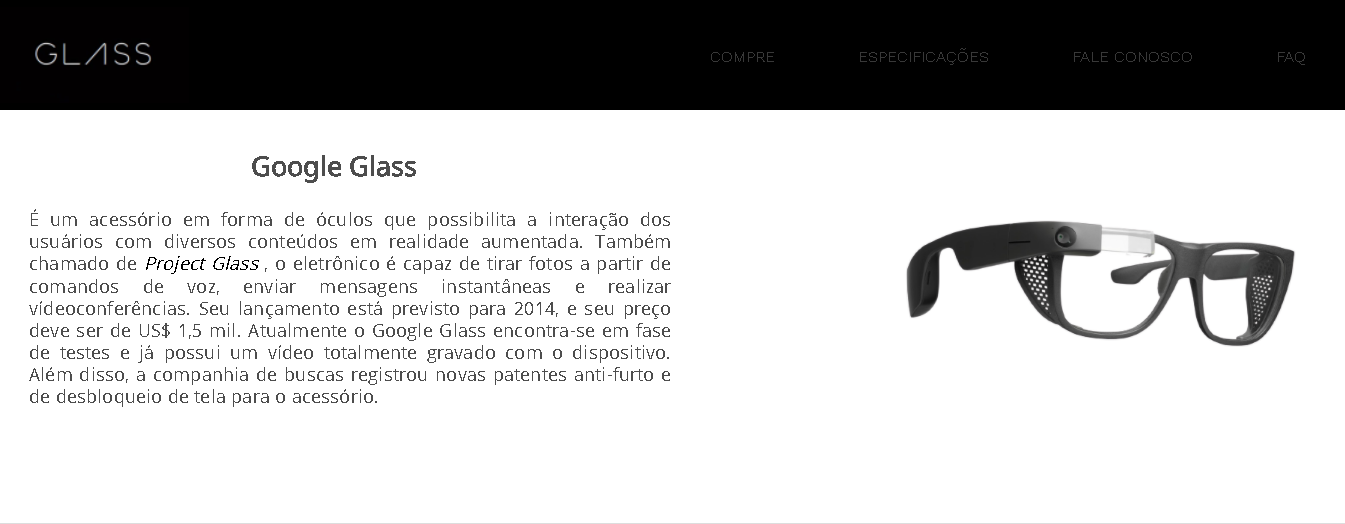 GLASS
COMPRE
ESPECIFICAÇÕES
FALE CONOSCO
FAQ
Google Glass
É um acessório em forma de óculos que possibilita a interação dos
usuários com diversos conteúdos em realidade aumentada. Também
chamado de Project Glass , o eletrônico é capaz de tirar fotos a partir de
comandos de voz, enviar mensagens instantâneas e realizar
vídeoconferências. Seu lançamento está previsto para 2014, e seu preço
deve ser de US$ 1,5 mil. Atualmente o Google Glass encontra-se em fase
de testes e já possui um vídeo totalmente gravado com o dispositivo.
Além disso, a companhia de buscas registrou novas patentes anti-furto e
de desbloqueio de tela para o acessório.